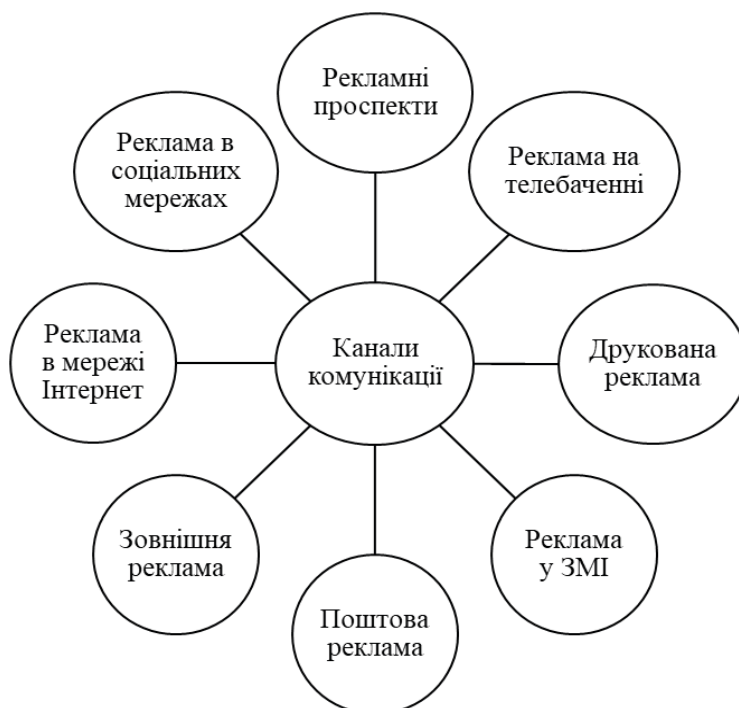 Рекламні
проспекти
Реклама в
соціальних
мережах
Реклама на
телебаченні
Реклама
в мережі
Інтернет
Канали
комунікації
Друкована
реклама
Зовнішня
реклама
Реклама
у ЗМІ
Поштова
реклама